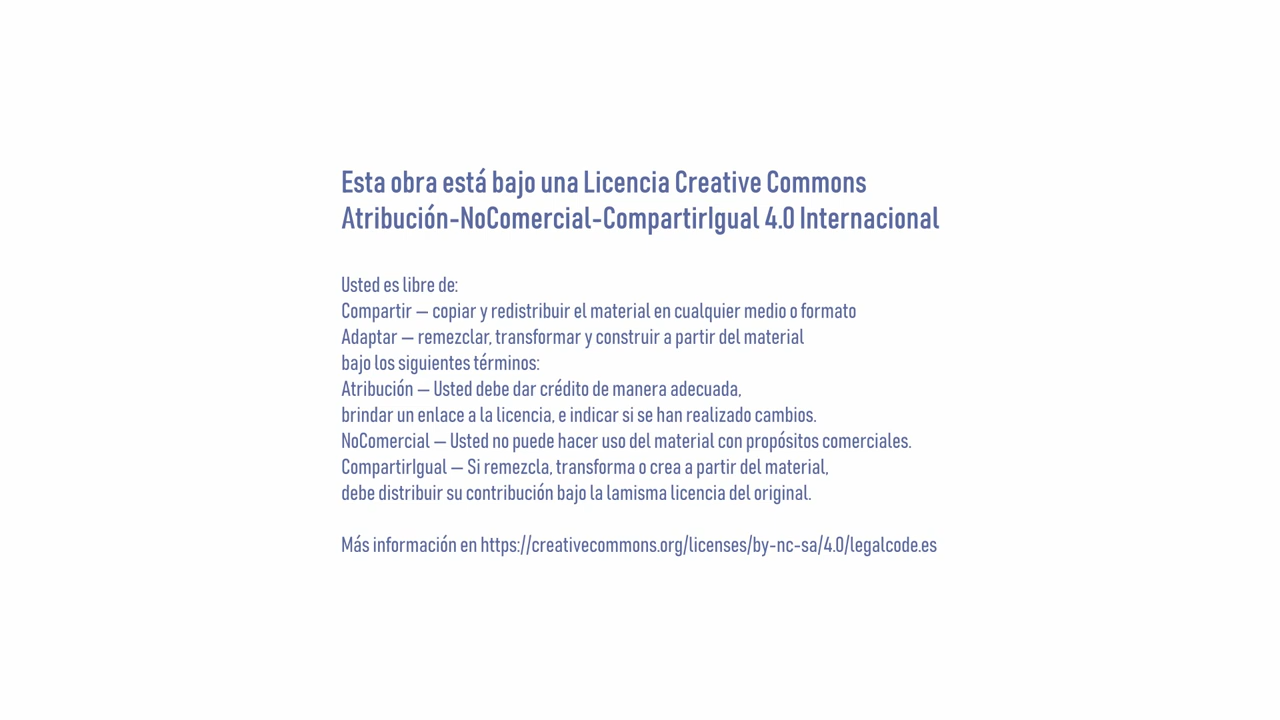 Esta obra está bajo una Licencia Creative Commons
Atribución-NoComercial-CompartirIgual 4.0 Internacional
Usted es libre de:
Compartir — copiar y redistribuir el material en cualquier medio o formato
Adaptar — remezclar, transformar y construir a partir del material
bajo los siguientes términos:
Atribución — Usted debe dar crédito de manera adecuada,
brindar un enlace a la licencia, e indicar si se han realizado cambios.
NoComercial — Usted no puede hacer uso del material con propósitos comerciales.
CompartirIgual — Si remezcla, transforma o crea a partir del material,
debe distribuir su contribución bajo la lamisma licencia del original.
Más información en https://creativecommons.org/licenses/by-nc-sa/4.0/legalcode.es